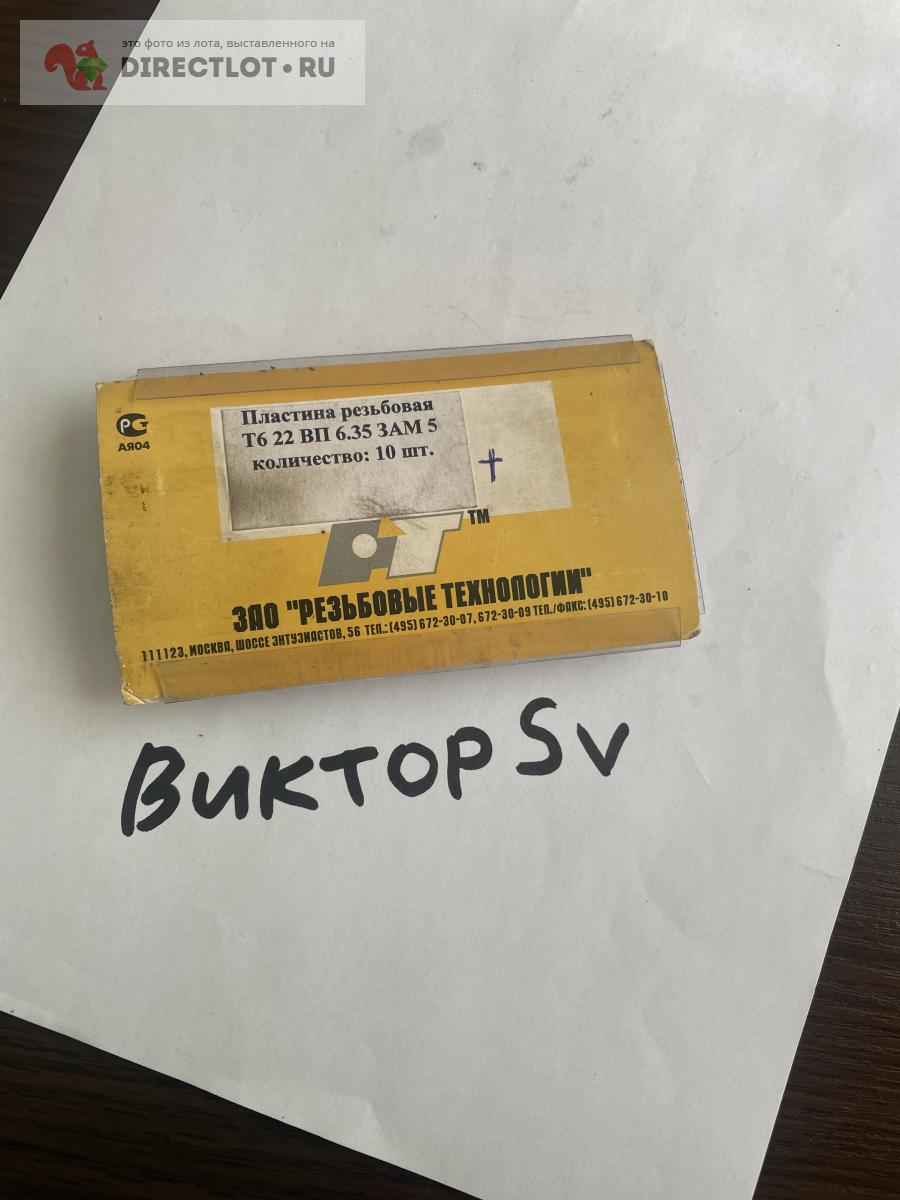 это фото из лота, выставленного на
DIRECTLOT•RU
РСТ
АЯ04
Пластина резьбовая
Т6 22 ВП 6.35 ЗАМ 5
количество: 10 шт.
РТ TM
ЗАО "РЕЗЬБОВЫЕ ТЕХНОЛОГИИ"
111123, МОСКВА, ШОССЕ ЭНТУЗИАСТОВ, 56 ТЕЛ.: (495) 672-30-07, 672-30-09 ТЕЛ./ФАКС: (495) 672-30-10
Виктор Sv